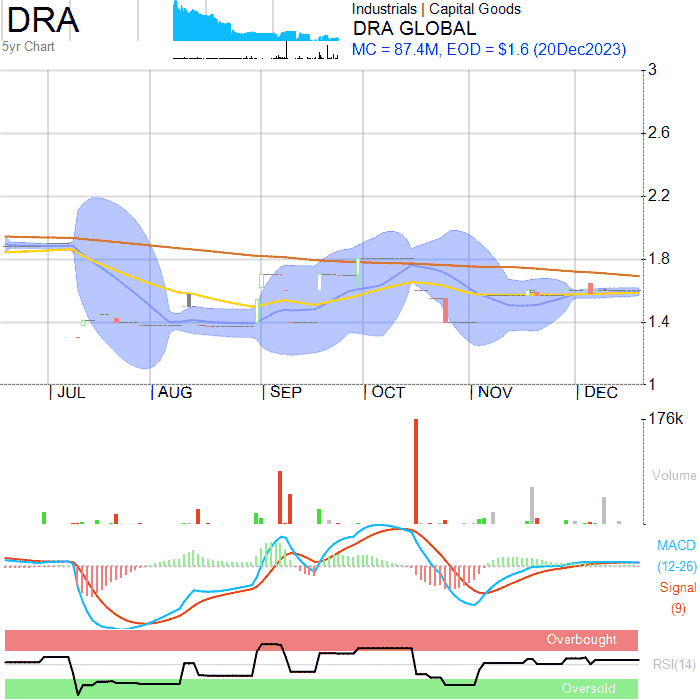 DRA
5yr Chart
Industrials | Capital Goods
DRA GLOBAL
MC = 87.4M, EOD = $1.6 (20Dec2023)
3
2.6
2.2
1.8
1.4
1
JUL AUG SEP OCT NOV DEC
176k
Volume
MACD
(12-26)
Signal
(9)
Overbought
RSI(14)
Oversold